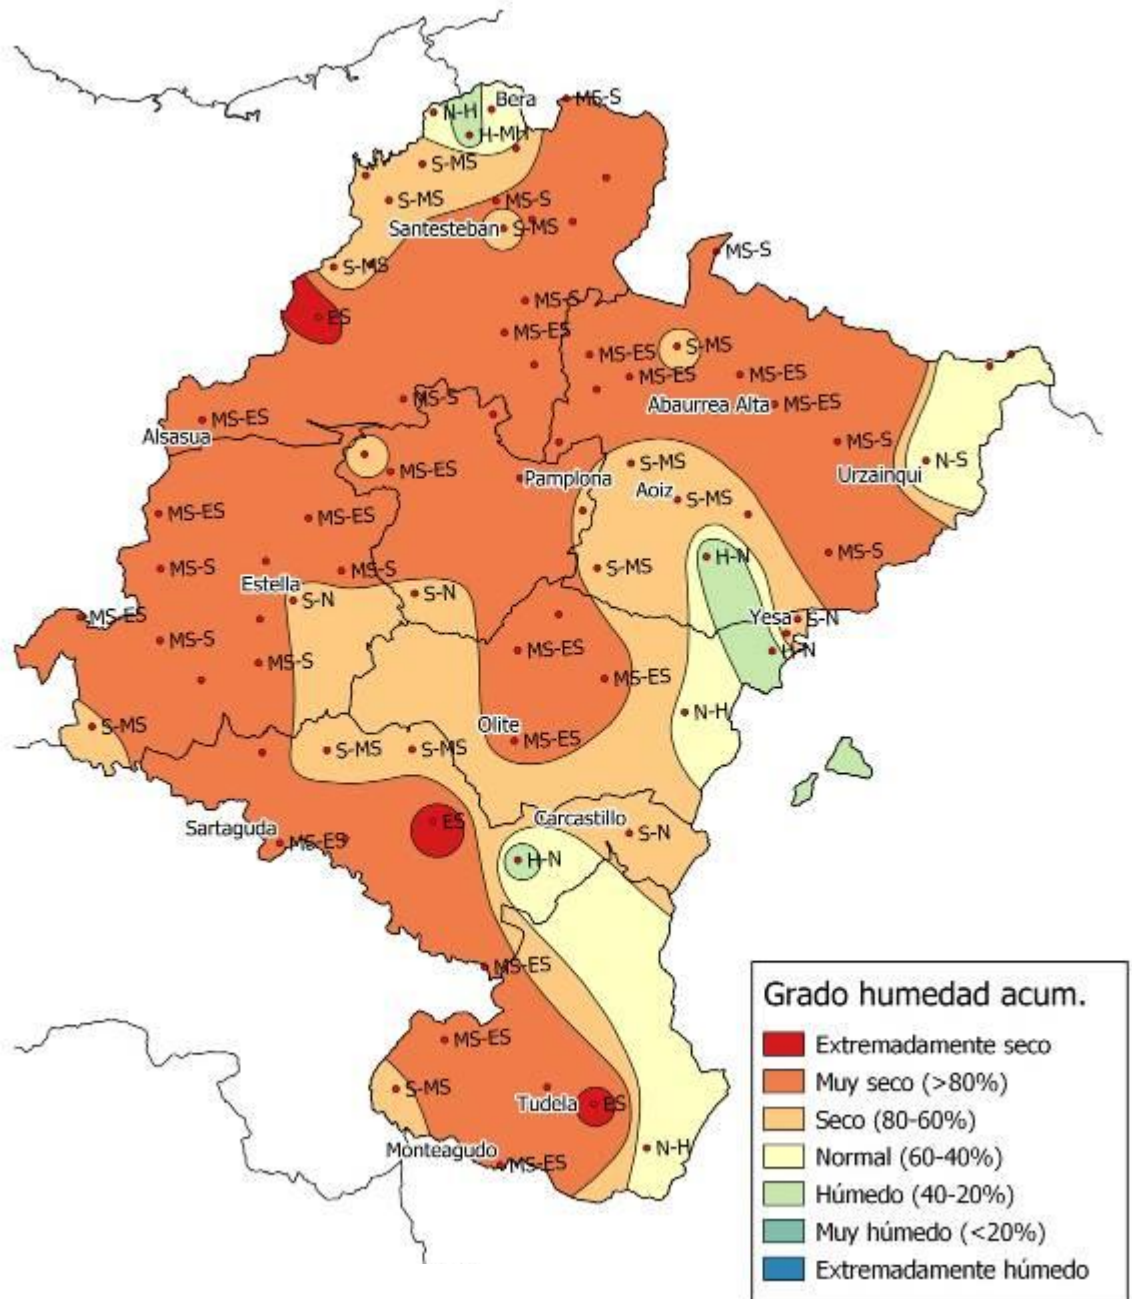 Bera
MS-S
N-H
H-MH
S-MS
S-MS
MS-S
Santesteban
S-MS
MS-S
S-MS
MS-S
ES
MS-ES
S-MS
MS-ES
MS-ES
MS-ES
MS-S
Abaurrea Alta
MS-ES
MS-ES
Alsasua
MS-S
S-MS
N-S
MS-ES
Pamplona
Aoiz
Urzainqui
S-MS
MS-ES
MS-ES
H-N
MS-S
MS-S
MS-S
S-MS
Estella
S-N
S-N
MS-ES
Yesa
S-N
MS-S
MS-ES
H-N
MS-S
MS-ES
N-H
S-MS
Olite
MS-ES
S-MS
S-MS
Carcastillo
ES
Sartaguda
S-N
MS-ES
H-N
MS-ES
MS-ES
S-MS
Tudela
ES
Monteagudo
N-H
MS-ES
Grado humedad acum.
Extremadamente seco
Muy seco (>80%)
Seco (80-60%)
Normal (60-40%)
Húmedo (40-20%)
Muy húmedo (<20%)
Extremadamente húmedo